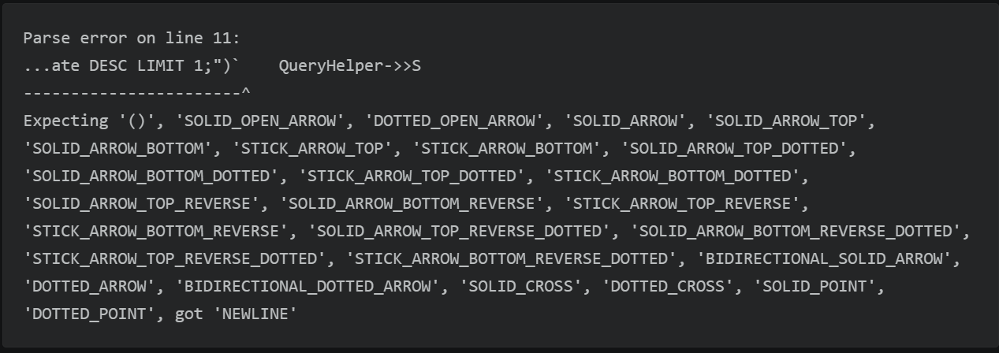 Parse error on line 11:
...ate DESC LIMIT 1;")`    QueryHelper->>S
-----------------------^
Expecting '()', 'SOLID_OPEN_ARROW', 'DOTTED_OPEN_ARROW', 'SOLID_ARROW', 'SOLID_ARROW_TOP',
'SOLID_ARROW_BOTTOM', 'STICK_ARROW_TOP', 'STICK_ARROW_BOTTOM', 'SOLID_ARROW_TOP_DOTTED',
'SOLID_ARROW_BOTTOM_DOTTED', 'STICK_ARROW_TOP_DOTTED', 'STICK_ARROW_BOTTOM_DOTTED',
'SOLID_ARROW_TOP_REVERSE', 'SOLID_ARROW_BOTTOM_REVERSE', 'STICK_ARROW_TOP_REVERSE',
'STICK_ARROW_BOTTOM_REVERSE', 'SOLID_ARROW_TOP_REVERSE_DOTTED', 'SOLID_ARROW_BOTTOM_REVERSE_DOTTED',
'STICK_ARROW_TOP_REVERSE_DOTTED', 'STICK_ARROW_BOTTOM_REVERSE_DOTTED', 'BIDIRECTIONAL_SOLID_ARROW',
'DOTTED_ARROW', 'BIDIRECTIONAL_DOTTED_ARROW', 'SOLID_CROSS', 'DOTTED_CROSS', 'SOLID_POINT',
'DOTTED_POINT', got 'NEWLINE'